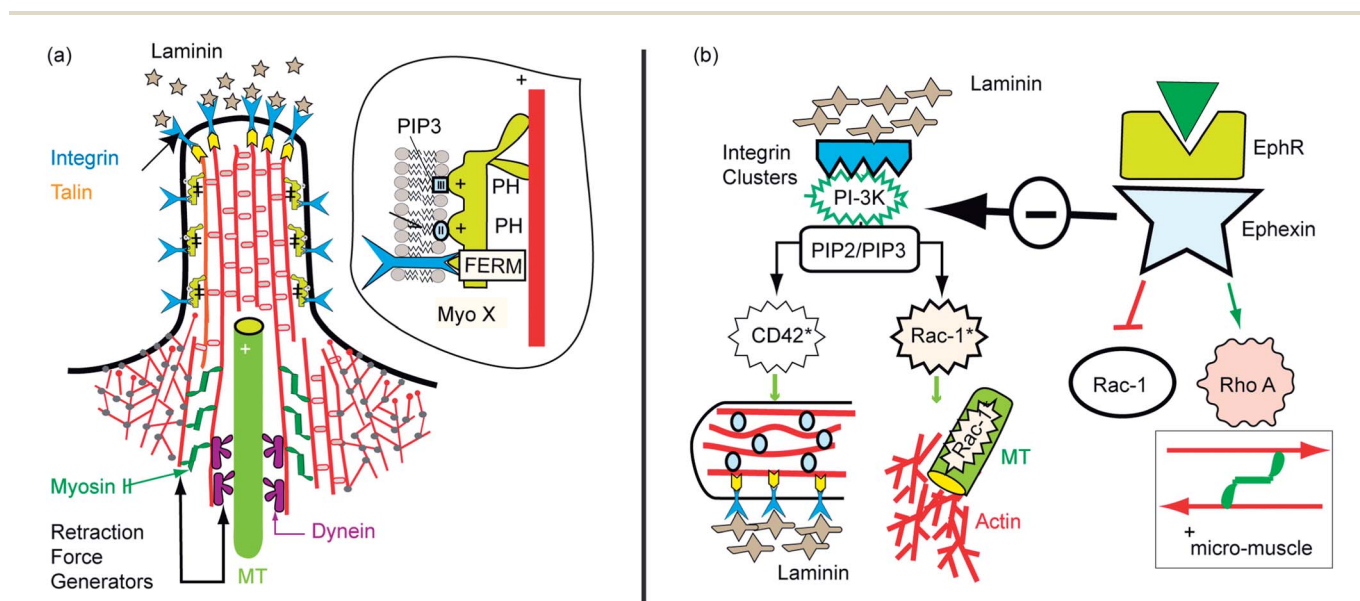 (a)
Laminin
Integrin
Talin
PIP3
+
+
+
=
PH
PH
FERM
Myo X
+
Myosin II
Dynein
Retraction
Force
Generators
MT
(b)
Laminin
Integrin
Clusters
PI-3K
PIP2/PIP3
CD42*
Rac-1*
EphR
Ephexin
Rac-1
Rho A
Rac-1
MT
Actin
Laminin
+
micro-muscle